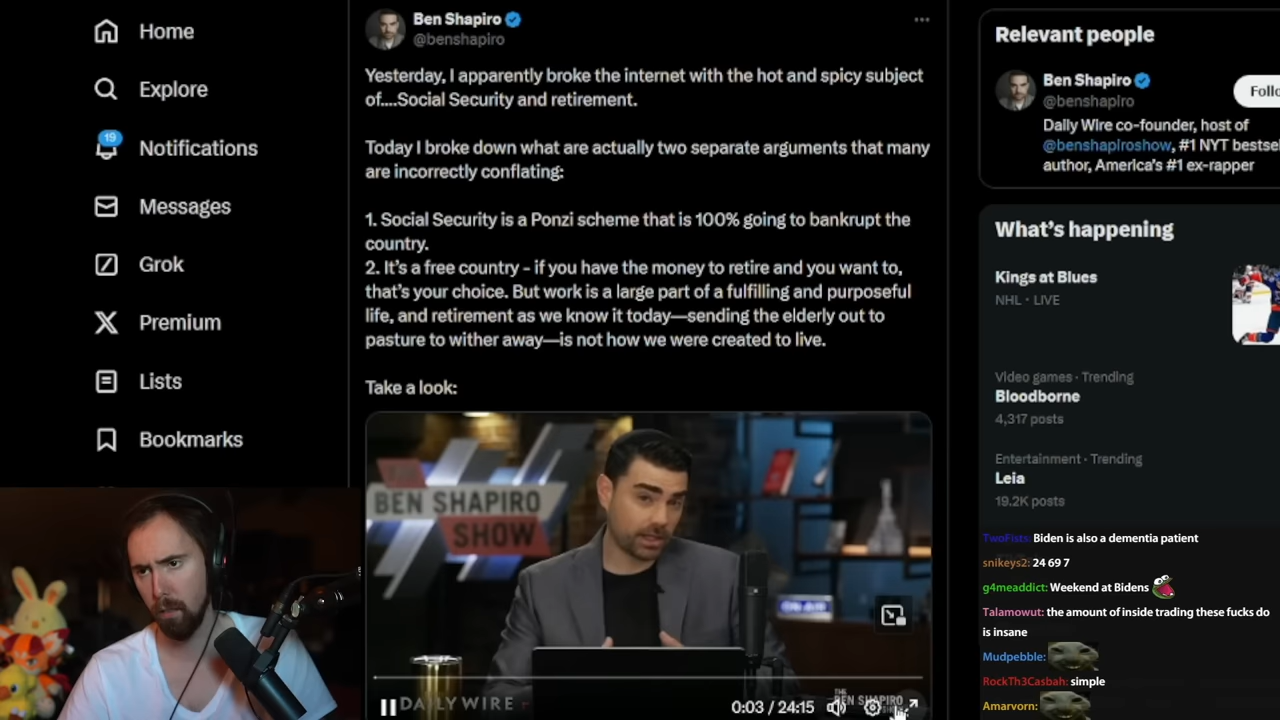 Home
Explore
19
Notifications
Messages
Grok
Premium
Lists
Bookmarks
Ben Shapiro
@benshapiro
Yesterday, I apparently broke the internet with the hot and spicy subject
of....Social Security and retirement.
Today I broke down what are actually two separate arguments that many
are incorrectly conflating:
1. Social Security is a Ponzi scheme that is 100% going to bankrupt the
country.
2. It's a free country - if you have the money to retire and you want to,
that's your choice. But work is a large part of a fulfilling and purposeful
life, and retirement as we know it today—sending the elderly out to
pasture to wither away—is not how we were created to live.
Take a look:
BEN SHAPIRO
SHOW
ON AIR
DAILY WIRE
THE
BEN SHAPIRO
0:03 / 24:15
Relevant people
Ben Shapiro
@benshapiro
Follo
Daily Wire co-founder, host of
@benshapiroshow, #1 NYT bestsel
author, America's #1 ex-rapper
What's happening
Kings at Blues
NHL · LIVE
Video games · Trending
Bloodborne
4,317 posts
Entertainment · Trending
Leia
19.2K posts
TwoFists: Biden is also a dementia patient
snikeys2: 24 69 7
g4meaddict: Weekend at Bidens
Talamowut: the amount of inside trading these fucks do
is insane
Mudpebble:
RockTh3Casbah: simple
Amarvorn: